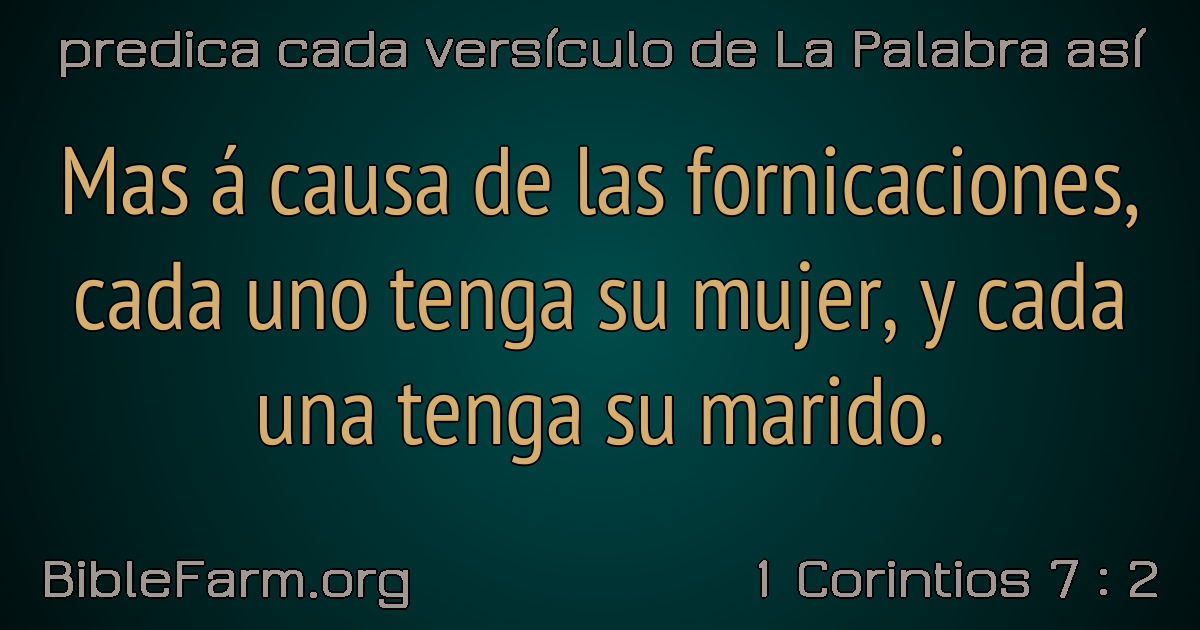 predica cada versículo de La Palabra así
Mas á causa de las fornicaciones,
cada uno tenga su mujer, y cada
una tenga su marido.
BibleFarm.org
1 Corintios 7 : 2